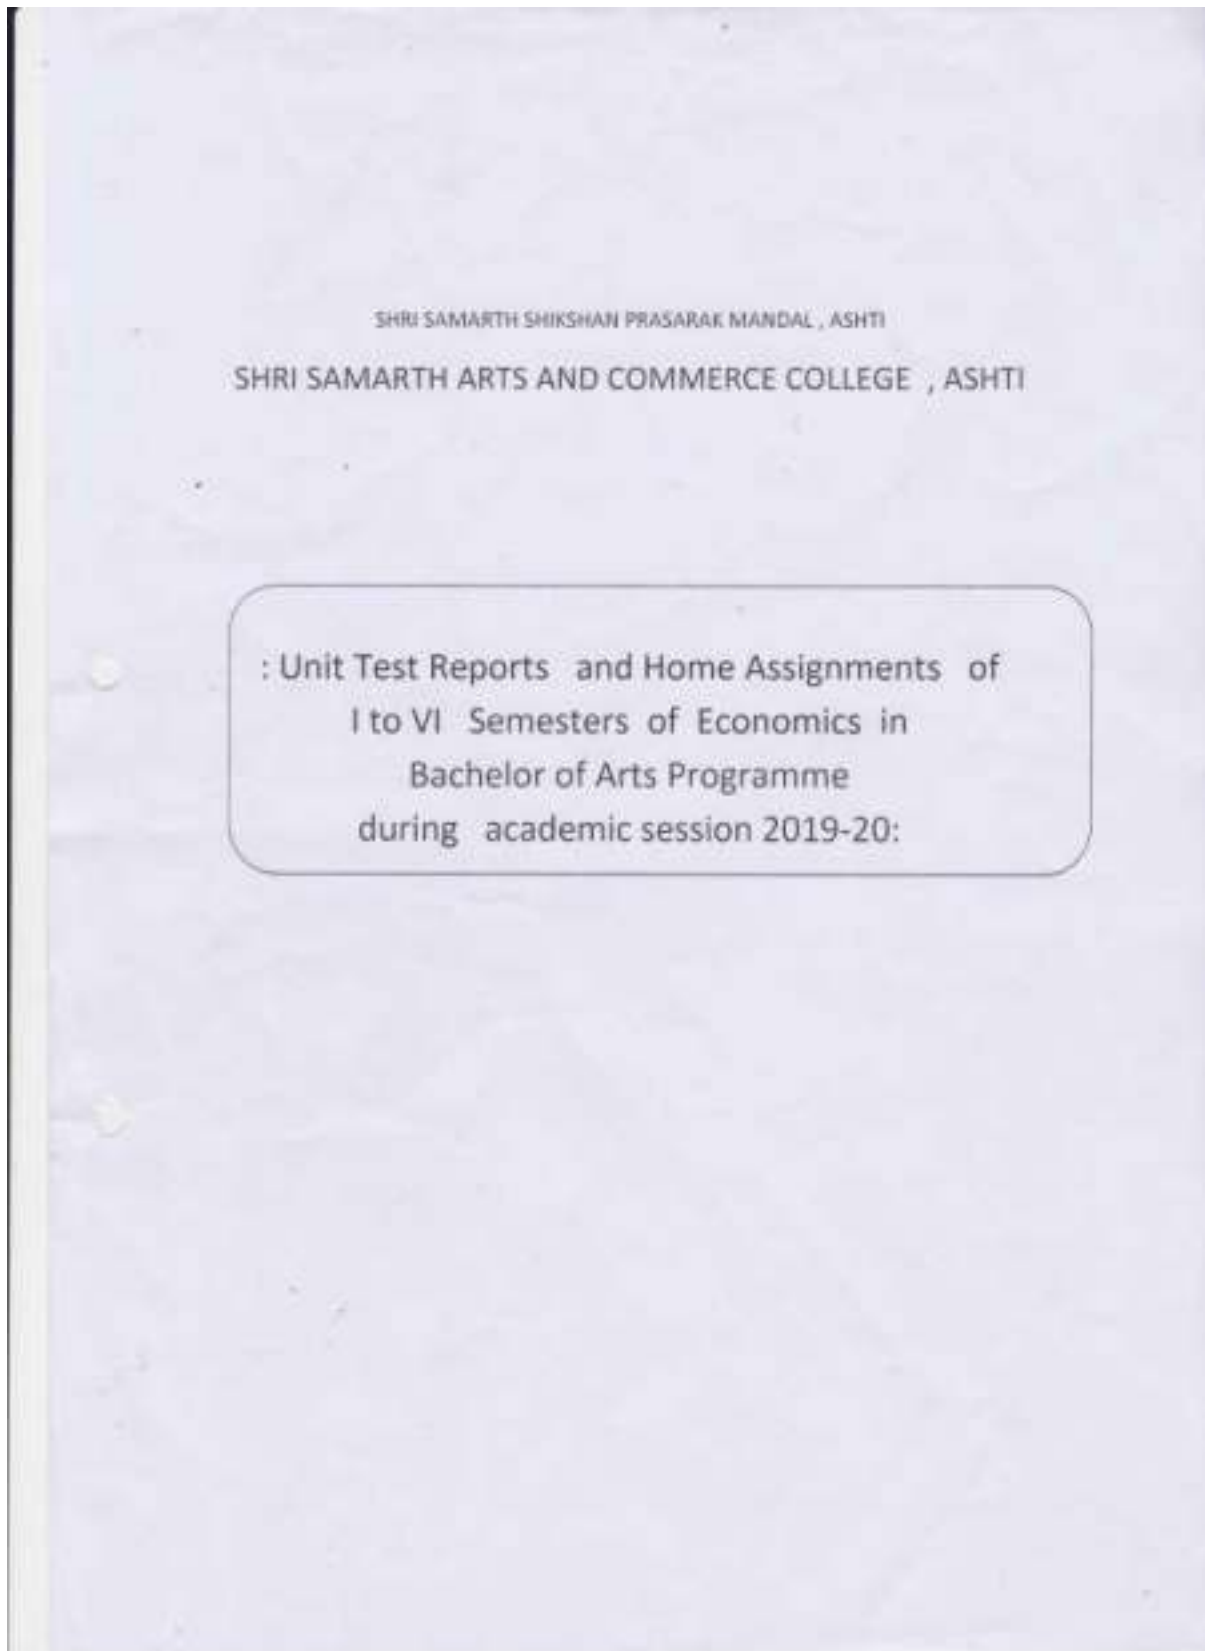 SHRI SAMARTH SHIKSHAN PRASARAK MANDAL , ASHTI
SHRI SAMARTH ARTS AND COMMERCE COLLEGE , ASHTI
: Unit Test Reports and Home Assignments of
I to VI Semesters of Economics in
Bachelor of Arts Programme
during academic session 2019-20: